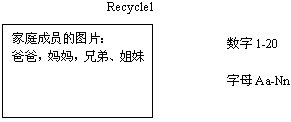 Recycle1
家庭成员的图片：
爸爸，妈妈，兄弟、姐妹
数字 1-20
字母 Aa-Nn